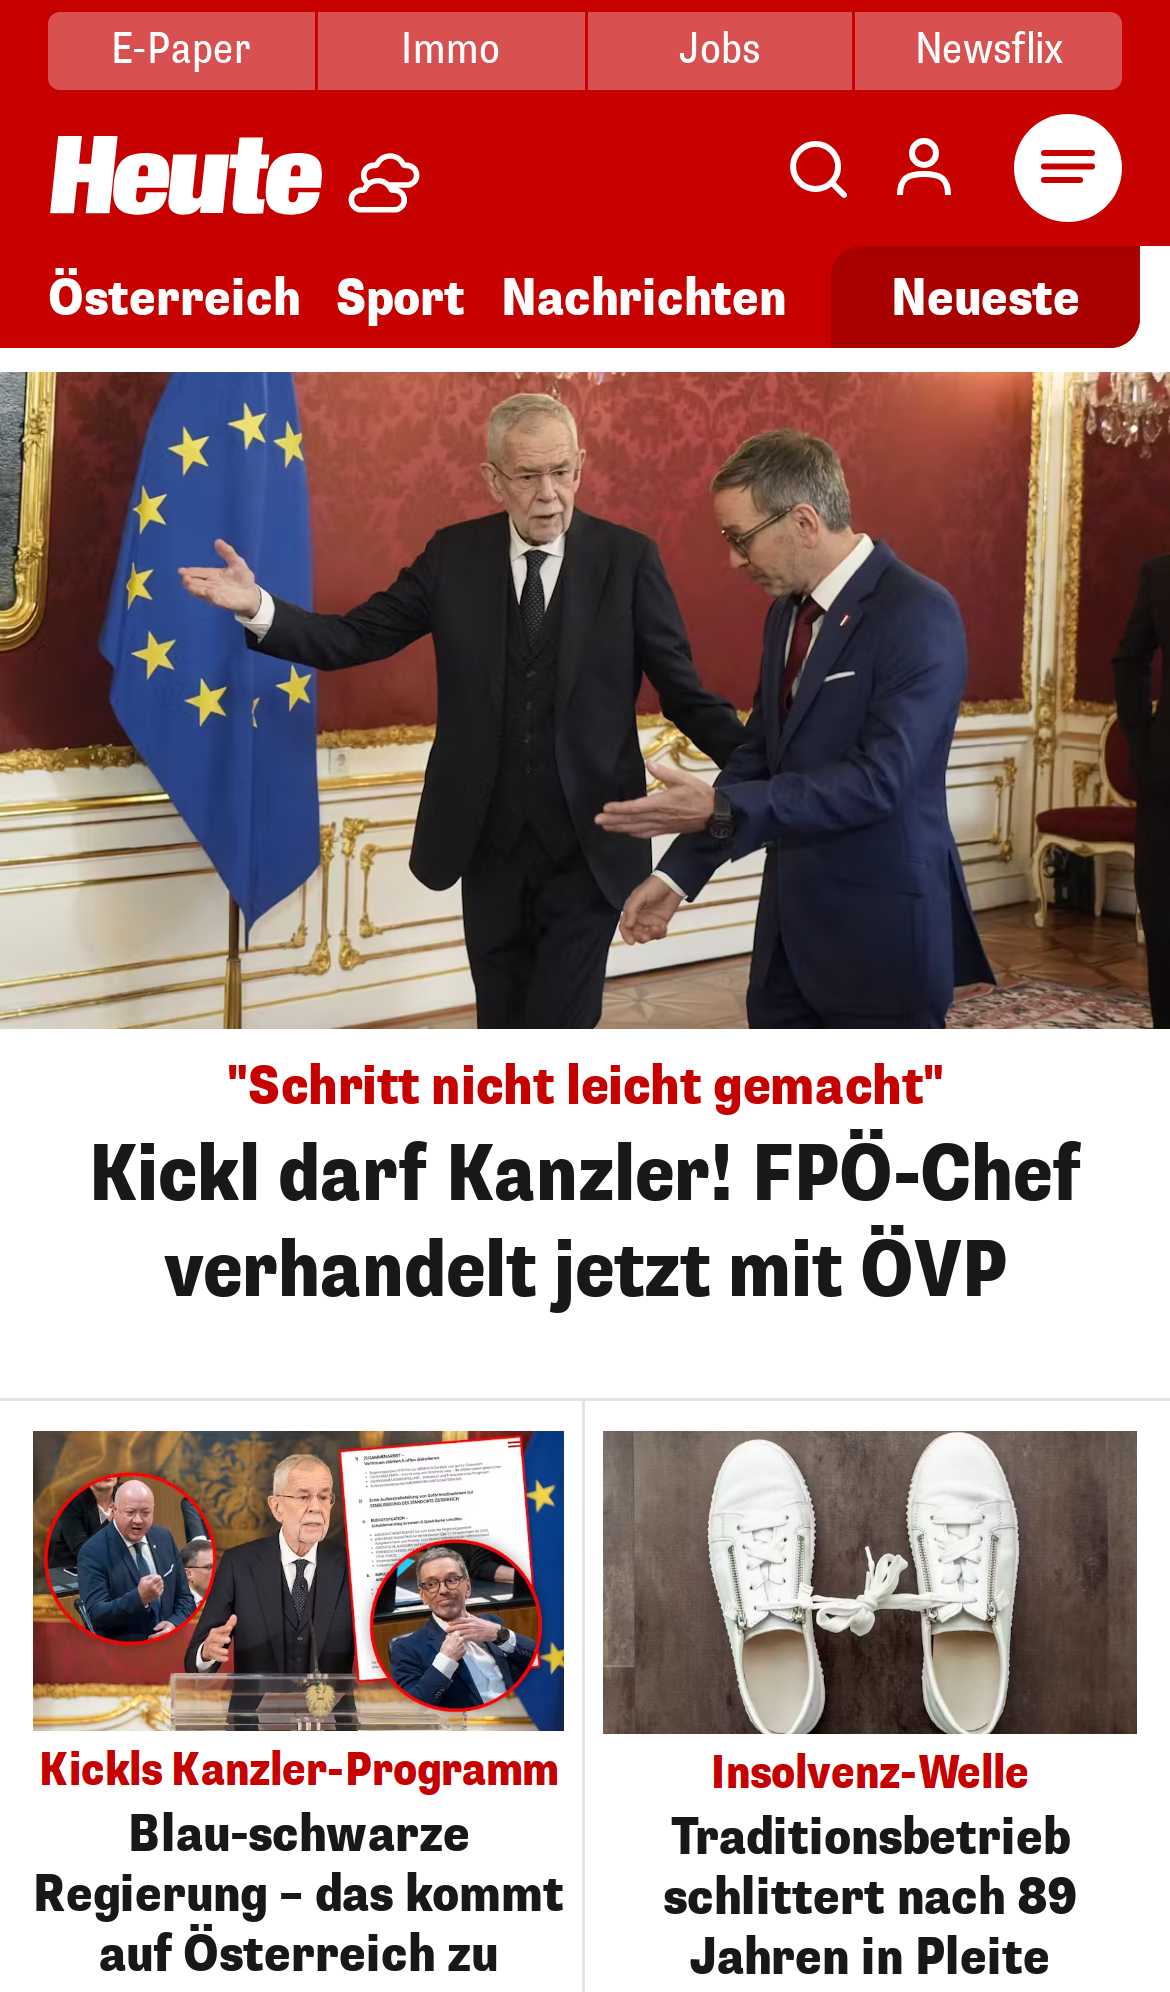 E-Paper
Immo
Jobs
Newsflix
Heute
Österreich
Sport
Nachrichten
Neueste
"Schritt nicht leicht gemacht"
Kickl darf Kanzler! FPÖ-Chef
verhandelt jetzt mit ÖVP
Kickls Kanzler-Programm
Blau-schwarze
Regierung – das kommt
auf Österreich zu
Insolvenz-Welle
Traditionsbetrieb
schlittert nach 89
Jahren in Pleite